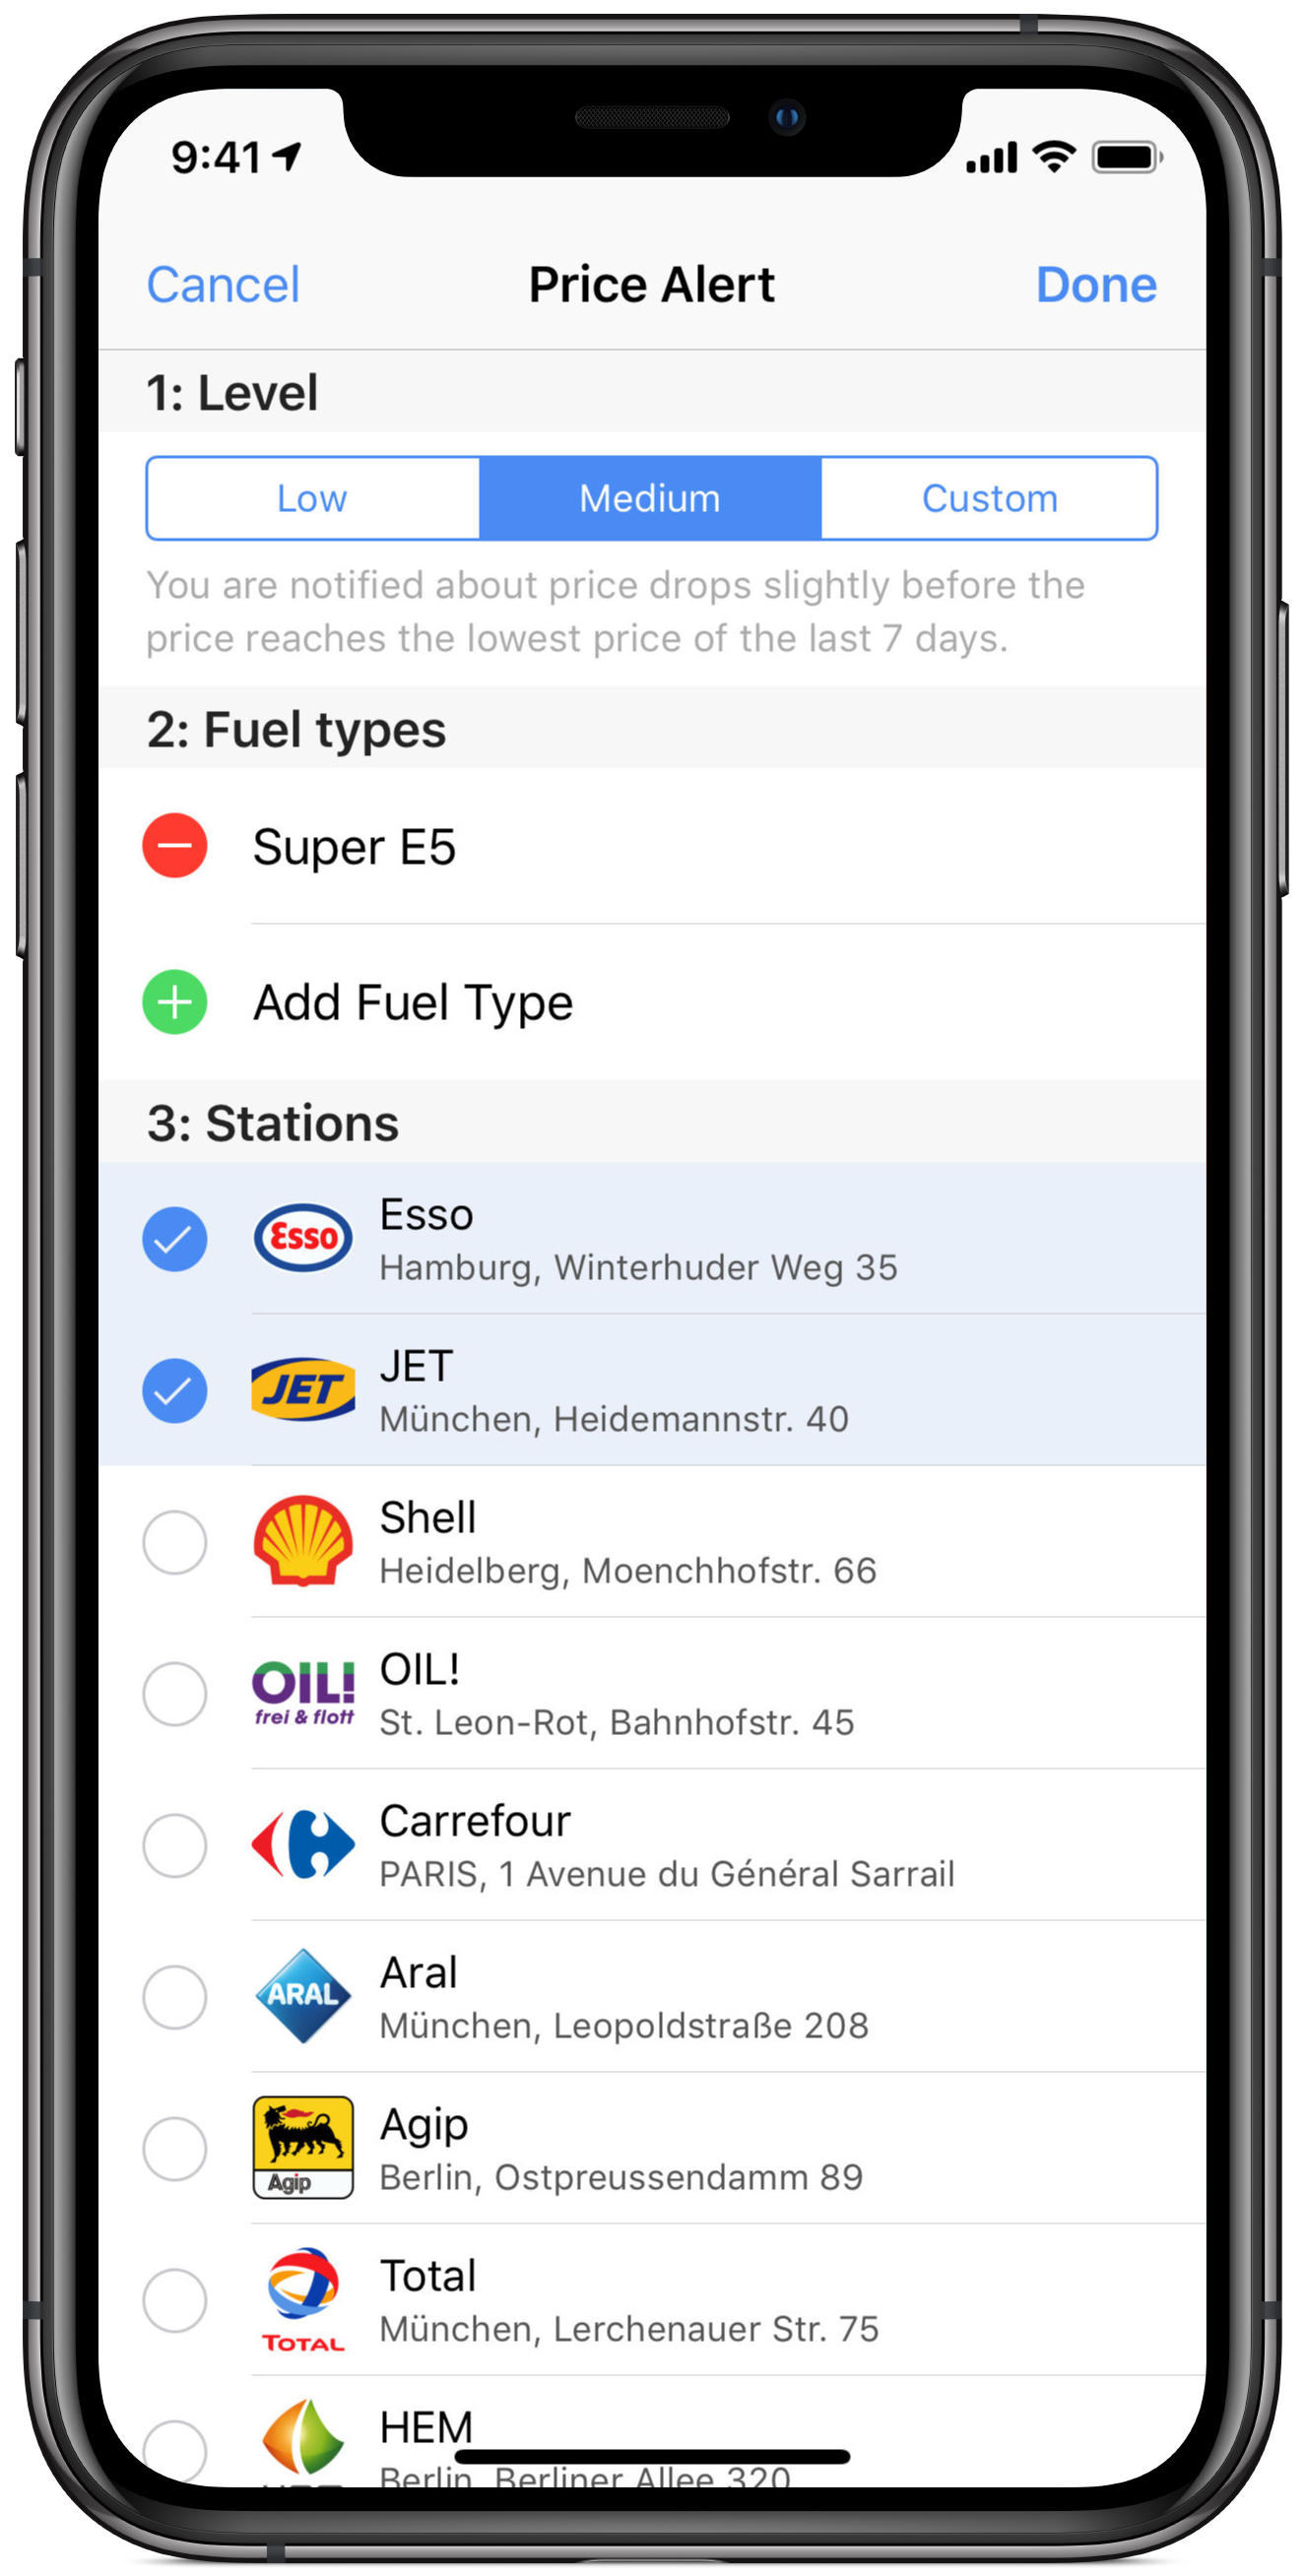 9:41
Cancel
Price Alert
Done
1: Level
Low
Medium
Custom
You are notified about price drops slightly before the
price reaches the lowest price of the last 7 days.
2: Fuel types
Super E5
Add Fuel Type
3: Stations
Esso
Esso
Hamburg, Winterhuder Weg 35
JET
JET
München, Heidemannstr. 40
Shell
Heidelberg, Moenchhofstr. 66
OIL!
frei & flott
OIL!
St. Leon-Rot, Bahnhofstr. 45
Carrefour
PARIS, 1 Avenue du Général Sarrail
ARAL
Aral
München, Leopoldstraße 208
Agip
Agip
Berlin, Ostpreussendamm 89
TOTAL
Total
München, Lerchenauer Str. 75
HEM
Berlin, Berliner Allee 320